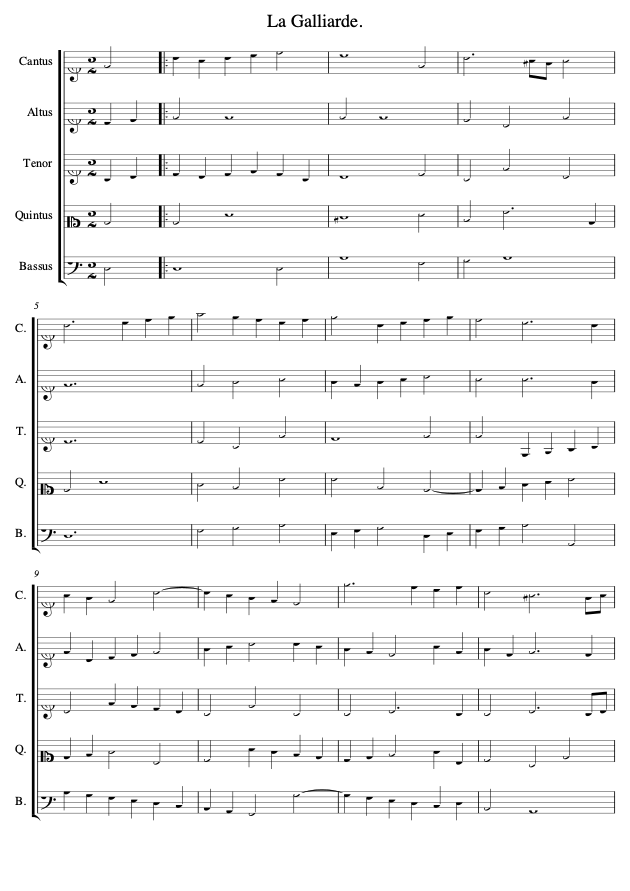 La Galliarde.
Cantus
Altus
Tenor
Quintus
Bassus
5
C.
A.
T.
Q.
B.
9
C.
A.
T.
Q.
B.